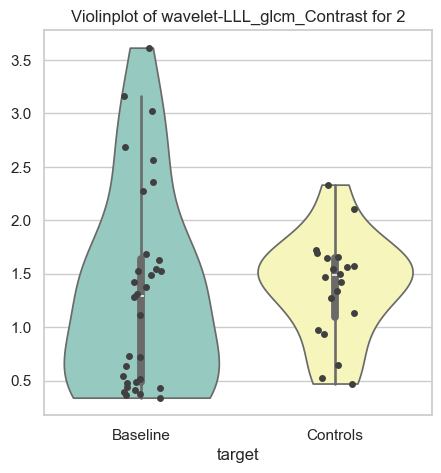 Violinplot of wavelet-LLL_glcm_Contrast for 2
3.5
3.0
2.5
2.0
1.5
1.0
0.5
Baseline
Controls
target